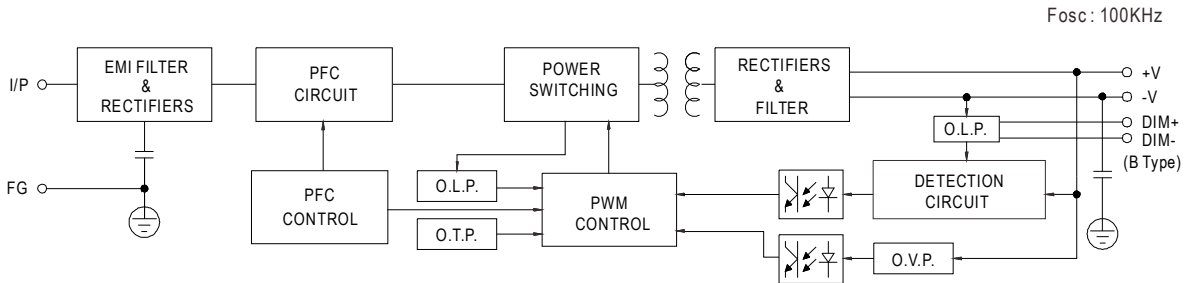 Fosc : 100KHz
I/P
EMI FILTER
&
RECTIFIERS
PFC
CIRCUIT
POWER
SWITCHING
RECTIFIERS
&
FILTER
+V
-V
DIM+
DIM-
(B Type)
O.L.P.
FG
PFC
CONTROL
O.L.P.
O.T.P.
PWM
CONTROL
DETECTION
CIRCUIT
O.V.P.